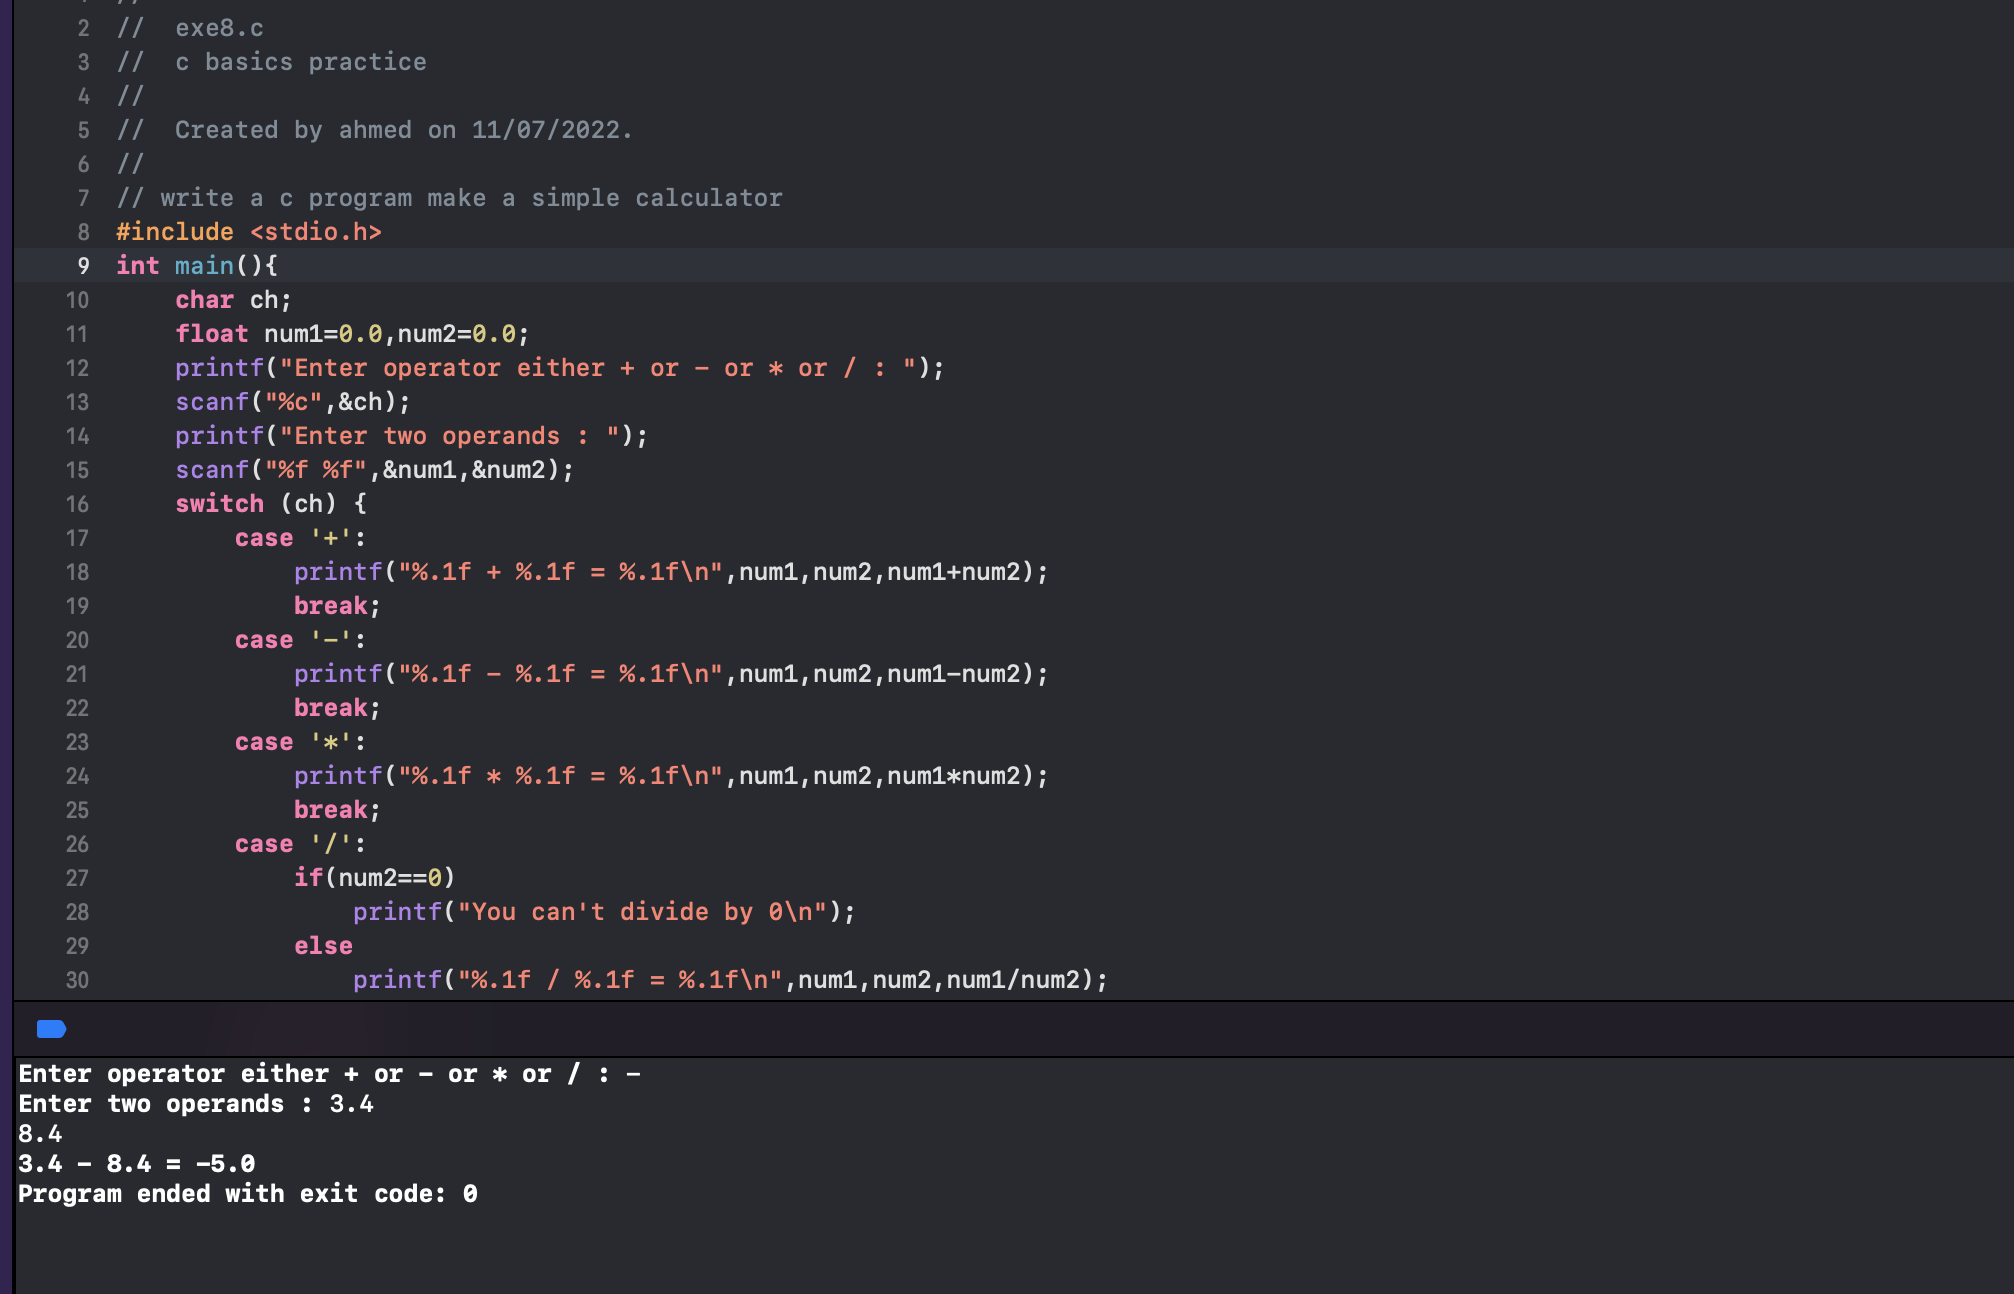 1 //
2 //  exe8.c
3 //  c basics practice
4 //
5 //  Created by ahmed on 11/07/2022.
6 //
7 // write a c program make a simple calculator
8 #include <stdio.h>
9 int main(){
10     char ch;
11     float num1=0.0,num2=0.0;
12     printf("Enter operator either + or - or * or / : ");
13     scanf("%c",&ch);
14     printf("Enter two operands : ");
15     scanf("%f %f",&num1,&num2);
16     switch (ch) {
17         case '+':
18             printf("%.1f + %.1f = %.1f\n",num1,num2,num1+num2);
19             break;
20         case '-':
21             printf("%.1f - %.1f = %.1f\n",num1,num2,num1-num2);
22             break;
23         case '*':
24             printf("%.1f * %.1f = %.1f\n",num1,num2,num1*num2);
25             break;
26         case '/':
27             if(num2==0)
28                 printf("You can't divide by 0\n");
29             else
30                 printf("%.1f / %.1f = %.1f\n",num1,num2,num1/num2);
Enter operator either + or - or * or / : -
Enter two operands : 3.4
8.4
3.4 - 8.4 = -5.0
Program ended with exit code: 0